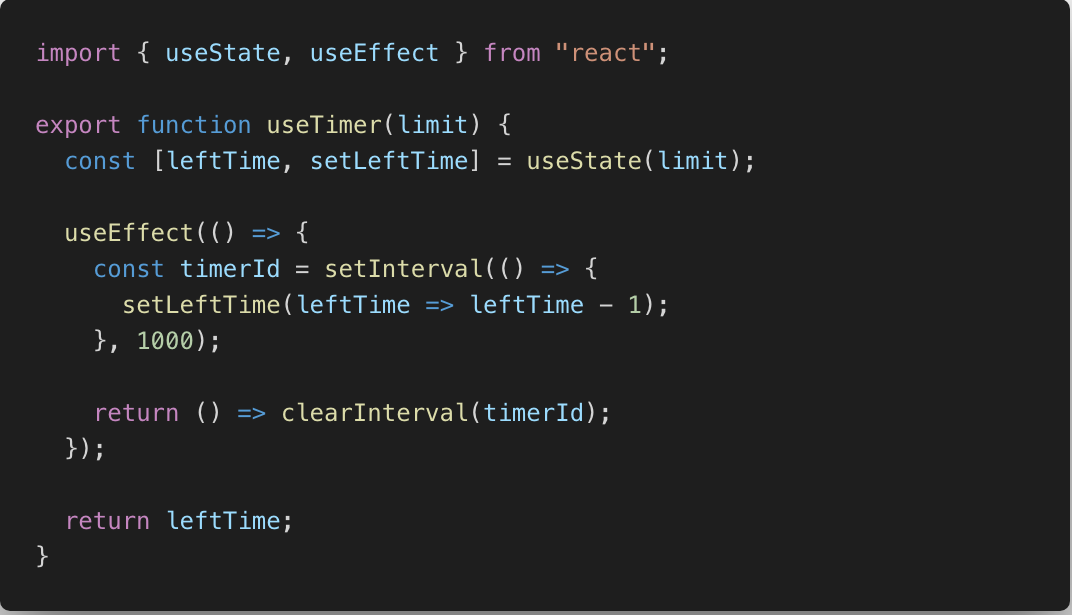 import { useState, useEffect } from "react";
export function useTimer(limit) {
const [leftTime, setLeftTime] = useState(limit);
useEffect(() => {
const timerId = setInterval(() => {
setLeftTime(leftTime => leftTime - 1);
}, 1000);
return () => clearInterval(timerId);
});
return leftTime;
}